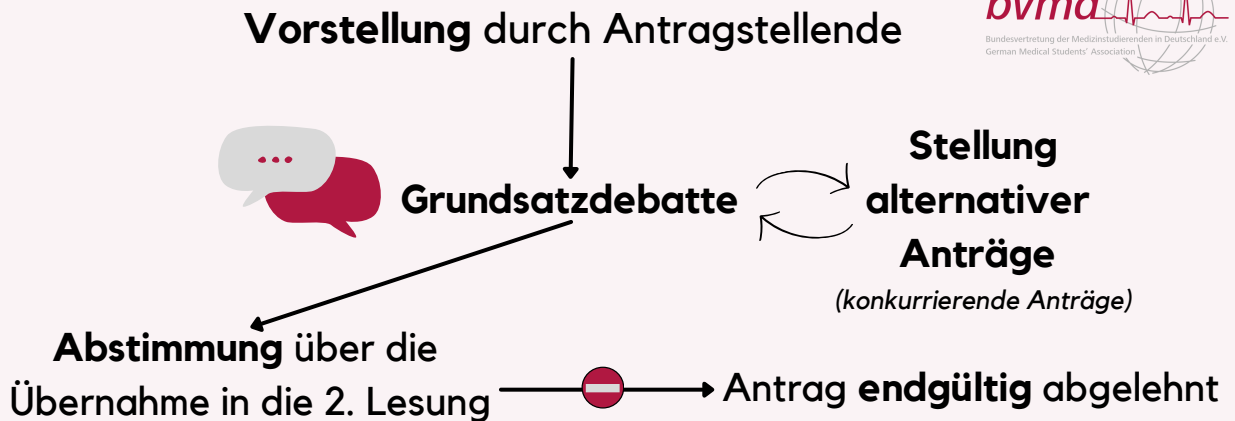 bvmd
Bundesvertretung der Medizinstudierenden in Deutschland e.V.
German Medical Students' Association
Vorstellung durch Antragstellende
Grundsatzdebatte
Stellung
alternativer
Anträge
(konkurrierende Anträge)
Abstimmung über die
Übernahme in die 2. Lesung
Antrag endgültig abgelehnt